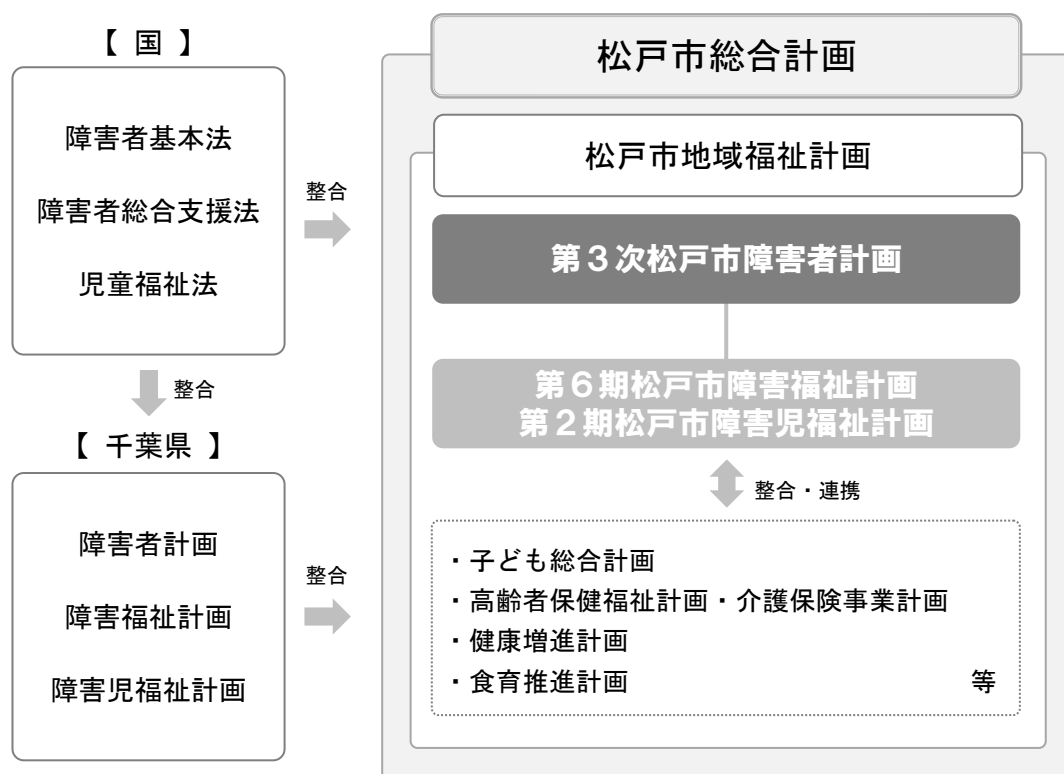 【 国 】
障害者基本法
障害者総合支援法
児童福祉法
整合
整合
【 千葉県 】
障害者計画
障害福祉計画
障害児福祉計画
整合
松戸市総合計画
松戸市地域福祉計画
第３次松戸市障害者計画
第６期松戸市障害福祉計画
第２期松戸市障害児福祉計画
整合・連携
・子ども総合計画
・高齢者保健福祉計画・介護保険事業計画
・健康増進計画
・食育推進計画 等